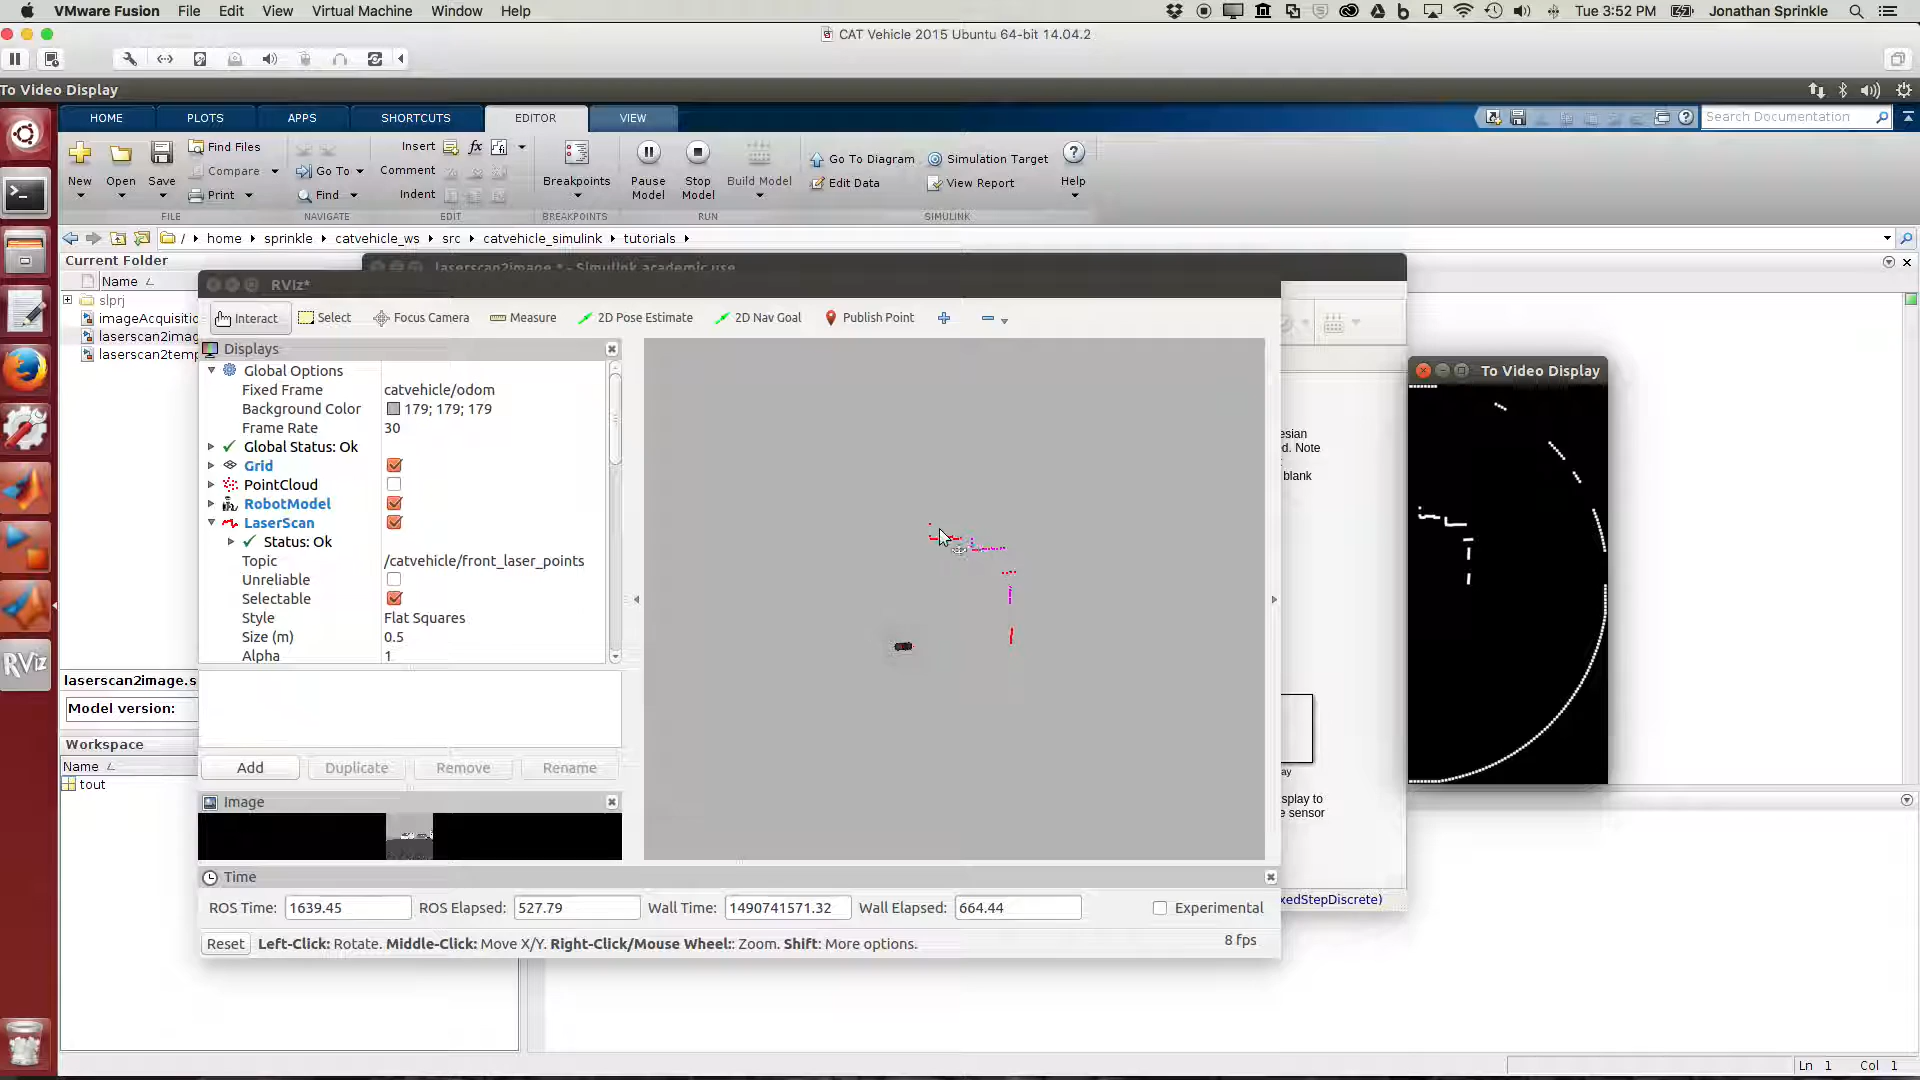 VMware Fusion File Edit View Virtual Machine Window Help Tue 3:52 PM Jonathan Sprinkle
CAT Vehicle 2015 Ubuntu 64-bit 14.04.2
To Video Display
HOME PLOTS APPS SHORTCUTS EDITOR VIEW Search Documentation
Find Files Insert fx
Compare Go To Comment Go To Diagram Simulation Target
New Open Save Print Find Indent Breakpoints Pause Model Stop Model Build Model Edit Data View Report Help
FILE NAVIGATE EDIT BREAKPOINTS RUN SIMULINK
/ home sprinkle catvehicle_ws src catvehicle_simulink tutorials
Current Folder
laserscan2image * - Simulink academic use
Name
RViz*
slprj
imageAcquisitio
laserscan2imag
laserscan2temp
Interact Select Focus Camera Measure 2D Pose Estimate 2D Nav Goal Publish Point
Displays
Global Options
Fixed Frame catvehicle/odom
Background Color 179; 179; 179
Frame Rate 30
Global Status: Ok
Grid
PointCloud
RobotModel
LaserScan
Status: Ok
Topic /catvehicle/front_laser_points
Unreliable
Selectable
Style Flat Squares
Size (m) 0.5
Alpha 1
To Video Display
esian
d. Note
blank
RViz
laserscan2image.s
Model version:
Workspace
Name
tout
Add Duplicate Remove Rename
ay
splay to
e sensor
Image
Time
ROS Time: 1639.45 ROS Elapsed: 527.79 Wall Time: 1490741571.32 Wall Elapsed: 664.44 Experimental
xedStepDiscrete)
Reset Left-Click: Rotate. Middle-Click: Move X/Y. Right-Click/Mouse Wheel:: Zoom. Shift: More options. 8 fps
Ln 1 Col 1